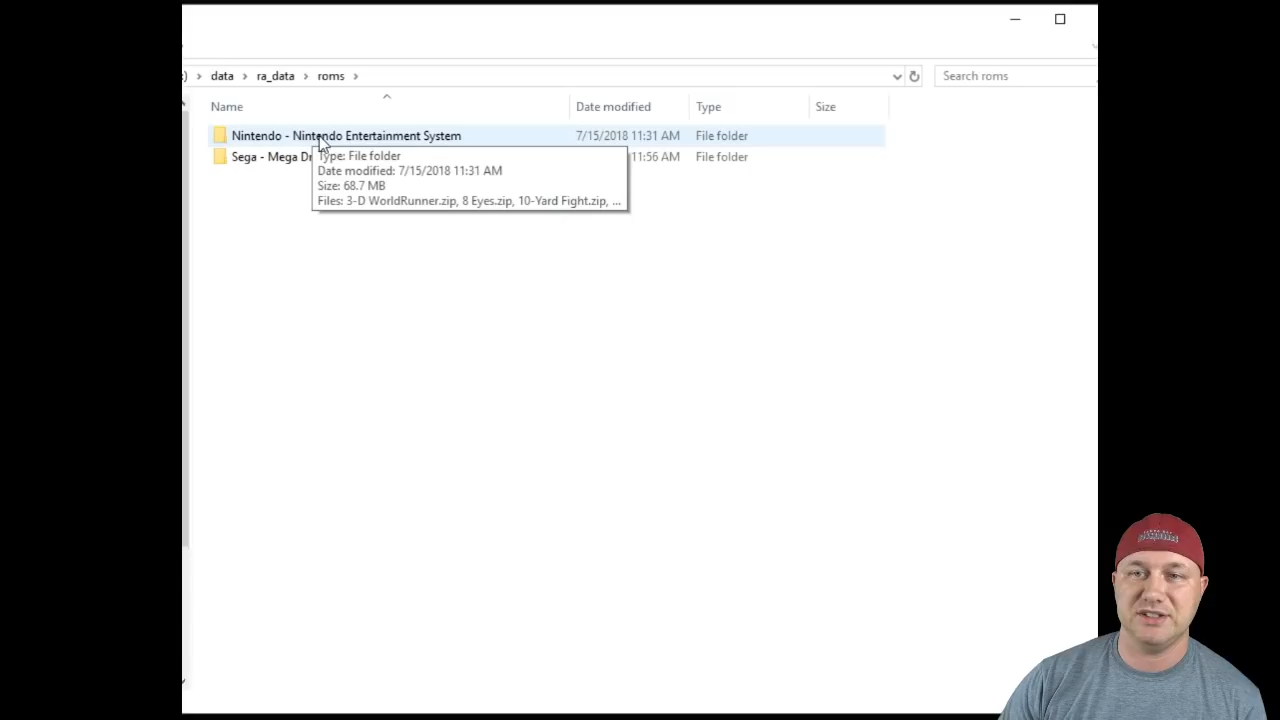 data > ra_data > roms >
Search roms
Name
Date modified
Type
Size
Nintendo - Nintendo Entertainment System
7/15/2018 11:31 AM
File folder
Sega - Mega Dr
11:56 AM
File folder
Type: File folder
Date modified: 7/15/2018 11:31 AM
Size: 68.7 MB
Files: 3-D WorldRunner.zip, 8 Eyes.zip, 10-Yard Fight.zip, ...